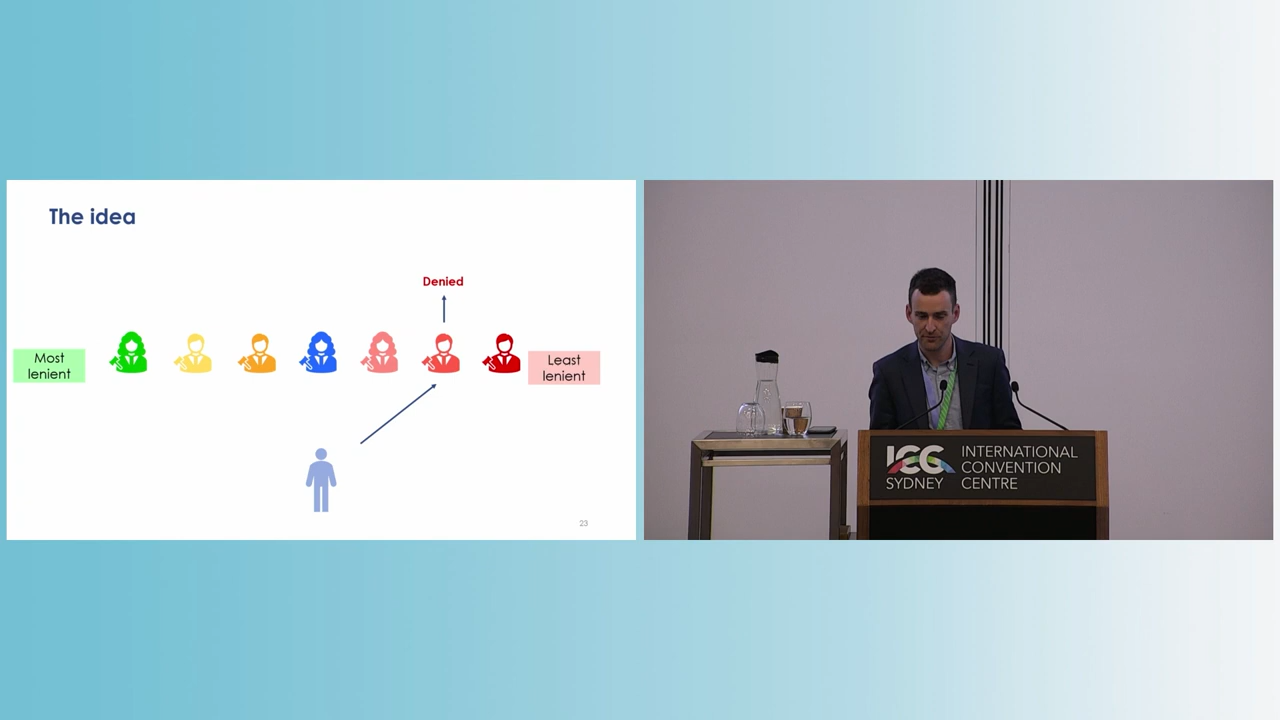 The idea
Denied
Most
lenient
Least
lenient
23
ICC
SYDNEY
INTERNATIONAL
CONVENTION
CENTRE